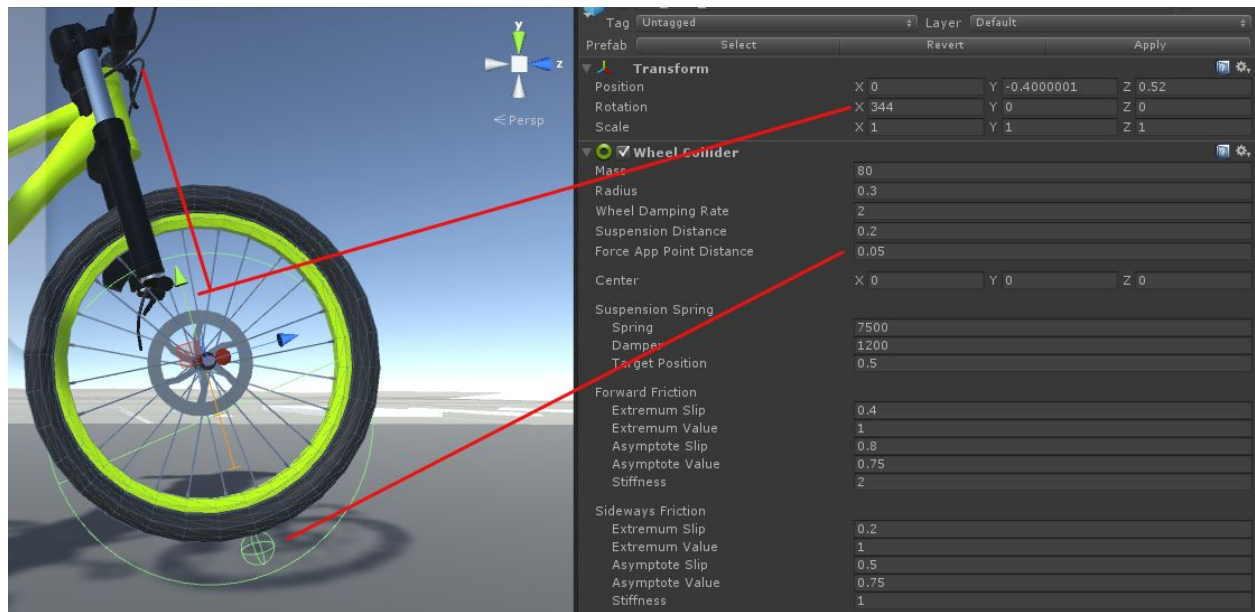 y
z
Persp
Tag Untagged Layer Default
Prefab Select Revert Apply
Transform
Position X 0 Y -0.4000001 Z 0.52
Rotation X 344 Y 0 Z 0
Scale X 1 Y 1 Z 1
Wheel Collider
Mass 80
Radius 0.3
Wheel Damping Rate 2
Suspension Distance 0.2
Force App Point Distance 0.05
Center X 0 Y 0 Z 0
Suspension Spring
Spring 7500
Damper 1200
Target Position 0.5
Forward Friction
Extremum Slip 0.4
Extremum Value 1
Asymptote Slip 0.8
Asymptote Value 0.75
Stiffness 2
Sideways Friction
Extremum Slip 0.2
Extremum Value 1
Asymptote Slip 0.5
Asymptote Value 0.75
Stiffness 1